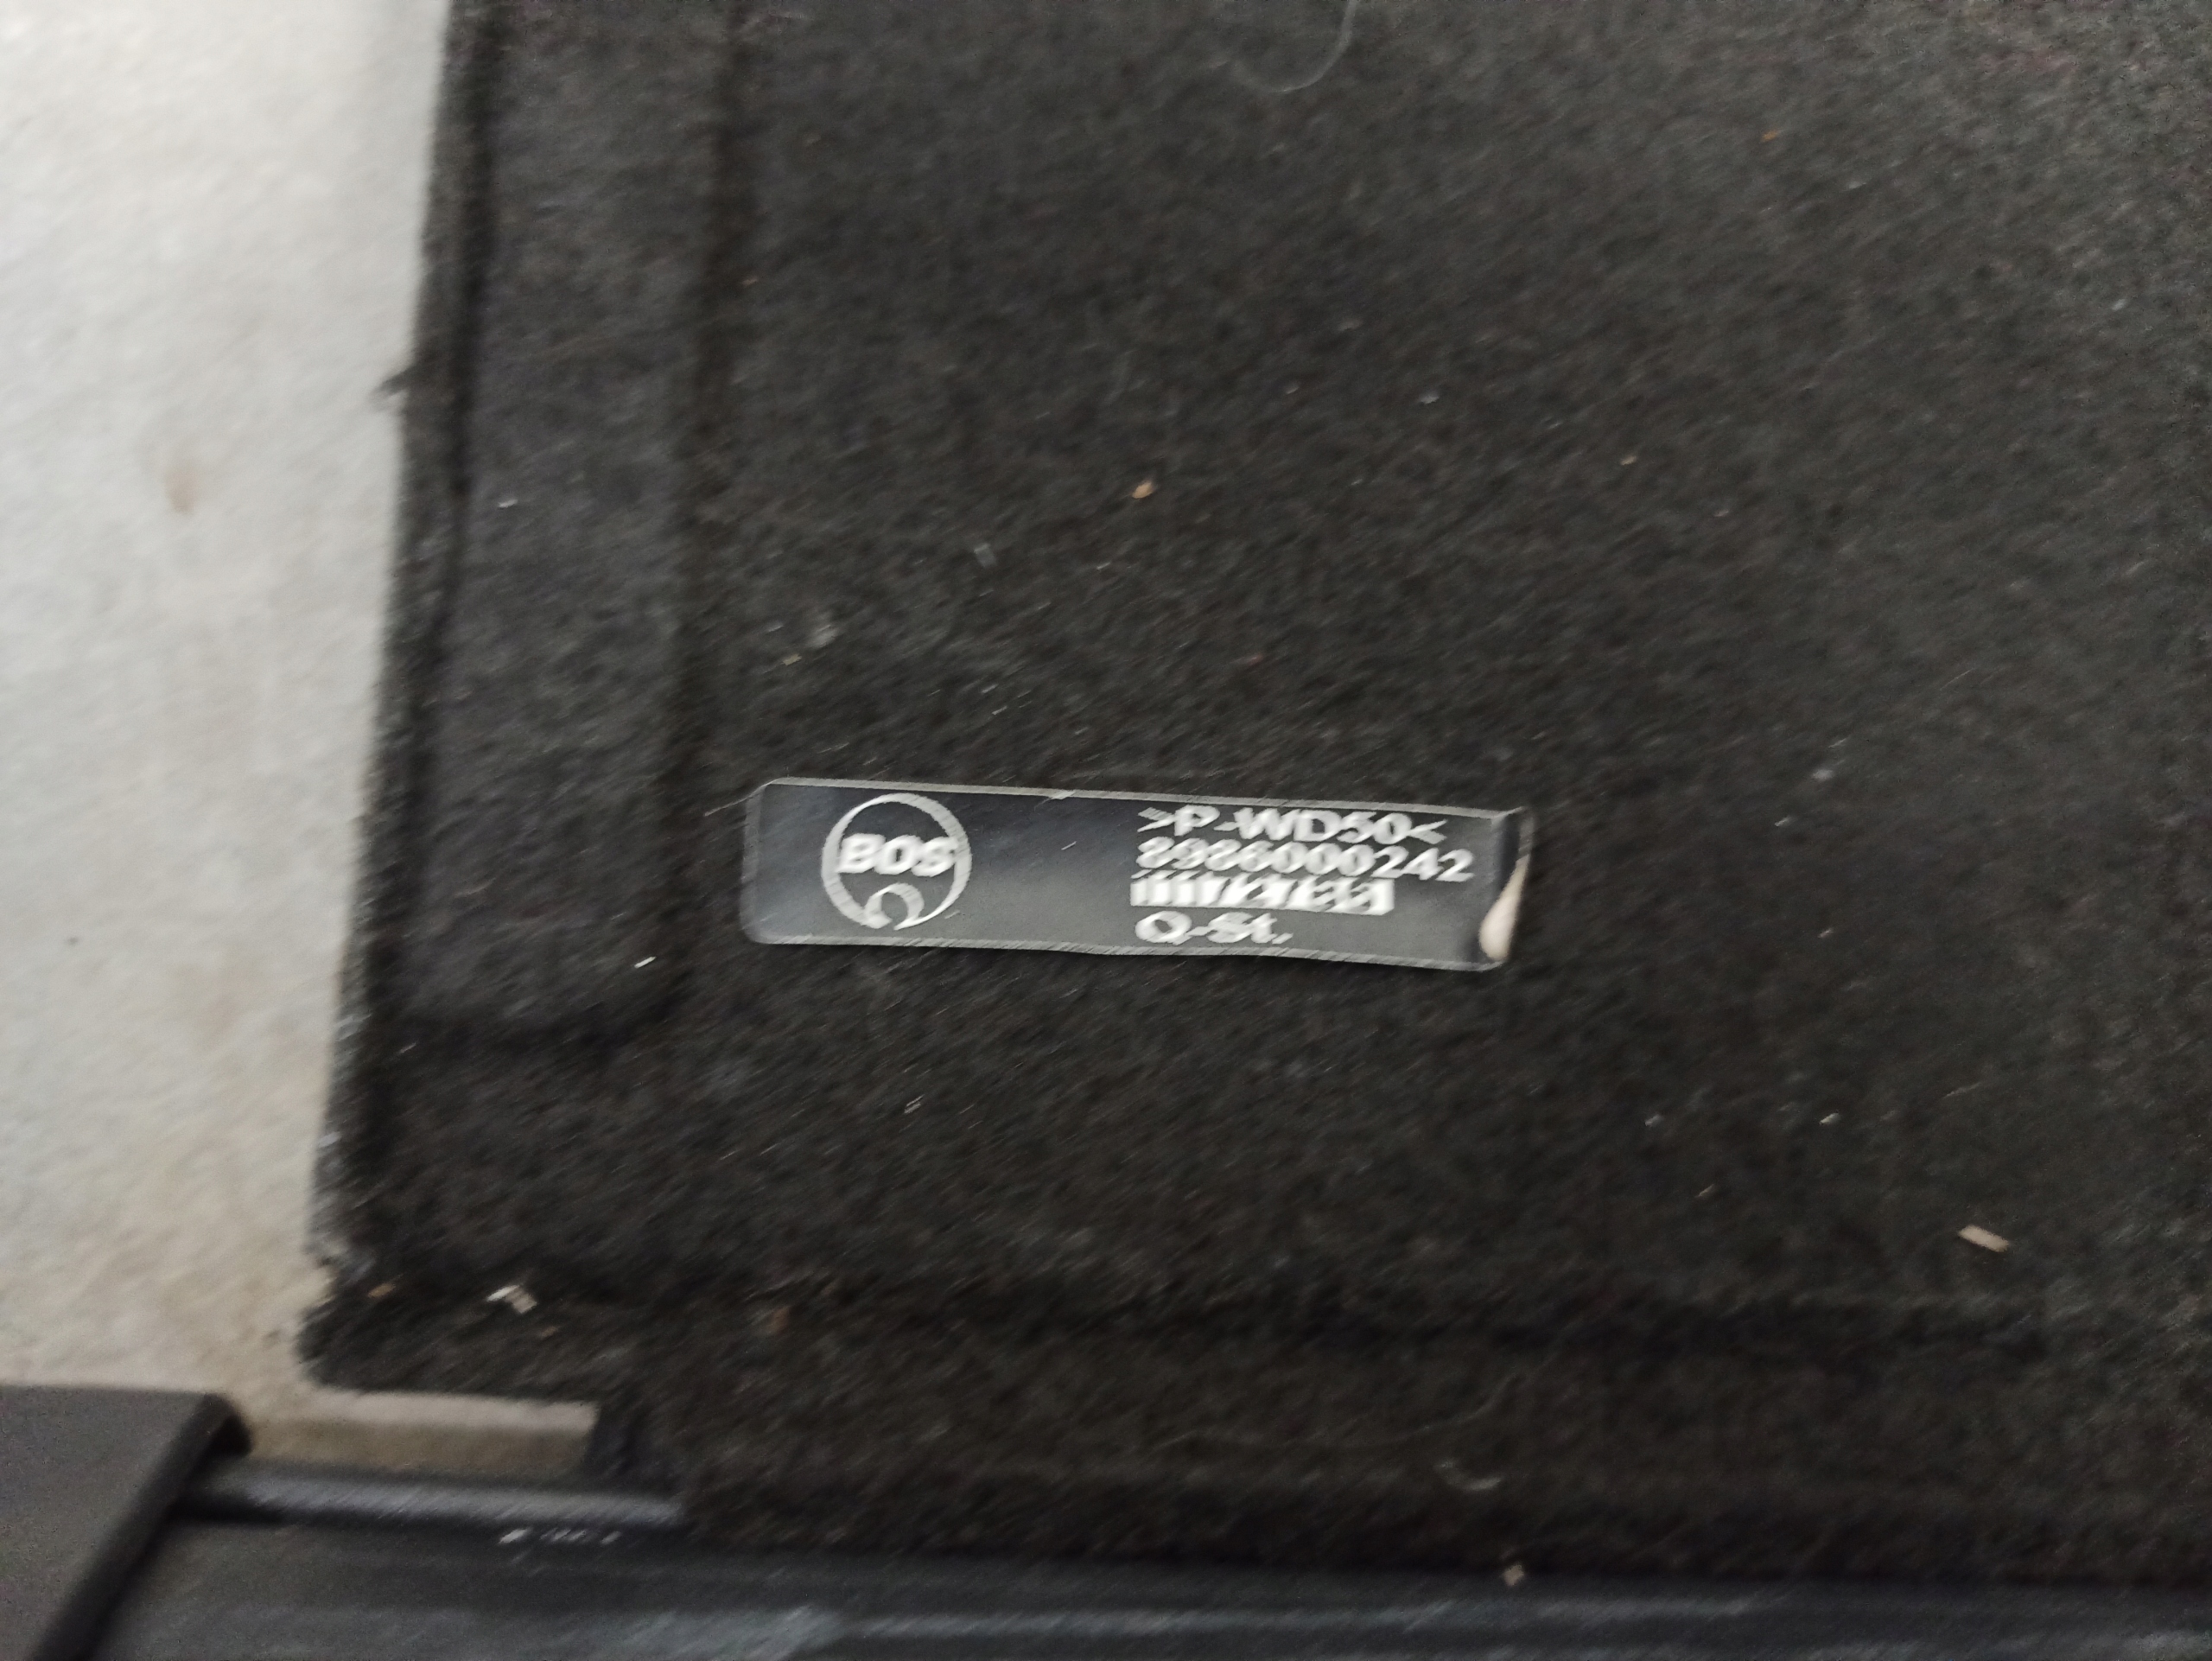 BOS
>P-WD50<
8986000242
Q-St.